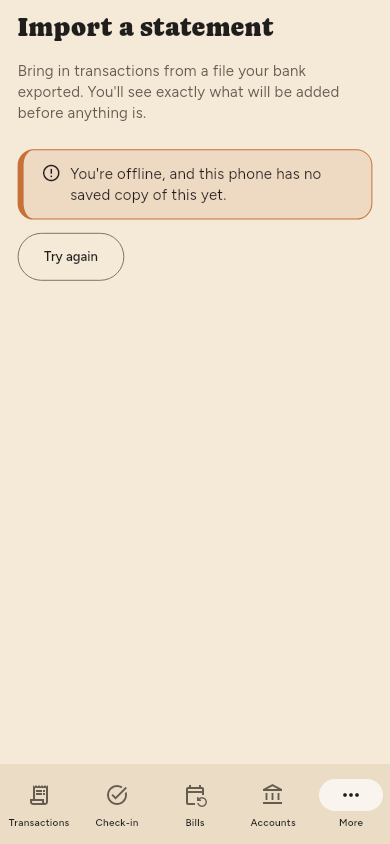 Import a statement
Bring in transactions from a file your bank
exported. You'll see exactly what will be added
before anything is.
You're offline, and this phone has no
saved copy of this yet.
Try again
Transactions
Check-in
Bills
Accounts
More